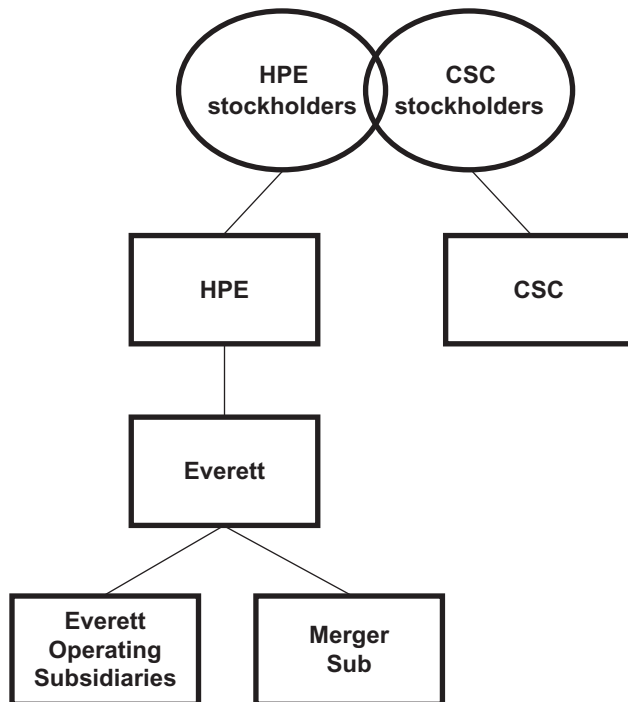 HPE
stockholders
CSC
stockholders
HPE
CSC
Everett
Everett
Operating
Subsidiaries
Merger
Sub